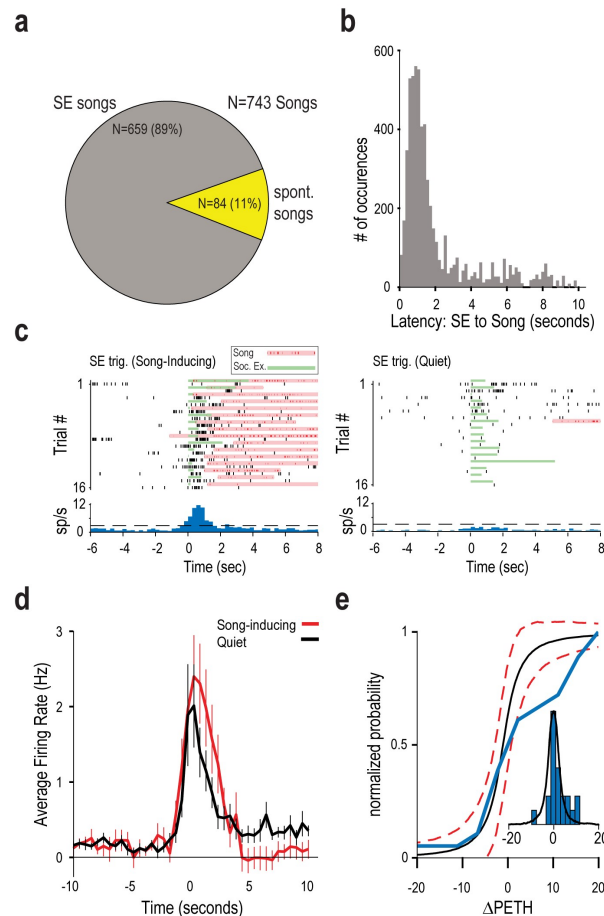 a
SE songs
N=743 Songs
N=659 (89%)
N=84 (11%)
spont.
songs
b
600
400
200
0
# of occurences
0 2 4 6 8 10
Latency: SE to Song (seconds)
c
SE trig. (Song-Inducing)
Song
Soc. Ex.
1
Trial #
16
12
sp/s
0
-6 -4 -2 0 2 4 6 8
Time (sec)
SE trig. (Quiet)
1
Trial #
16
12
sp/s
0
-6 -4 -2 0 2 4 6 8
Time (sec)
d
Song-inducing
Quiet
3
2
1
0
Average Firing Rate (Hz)
-10 -5 0 5 10
Time (seconds)
e
1
0.5
0
normalized probability
-20 0 20
-20 -10 0 10 20
ΔPETH